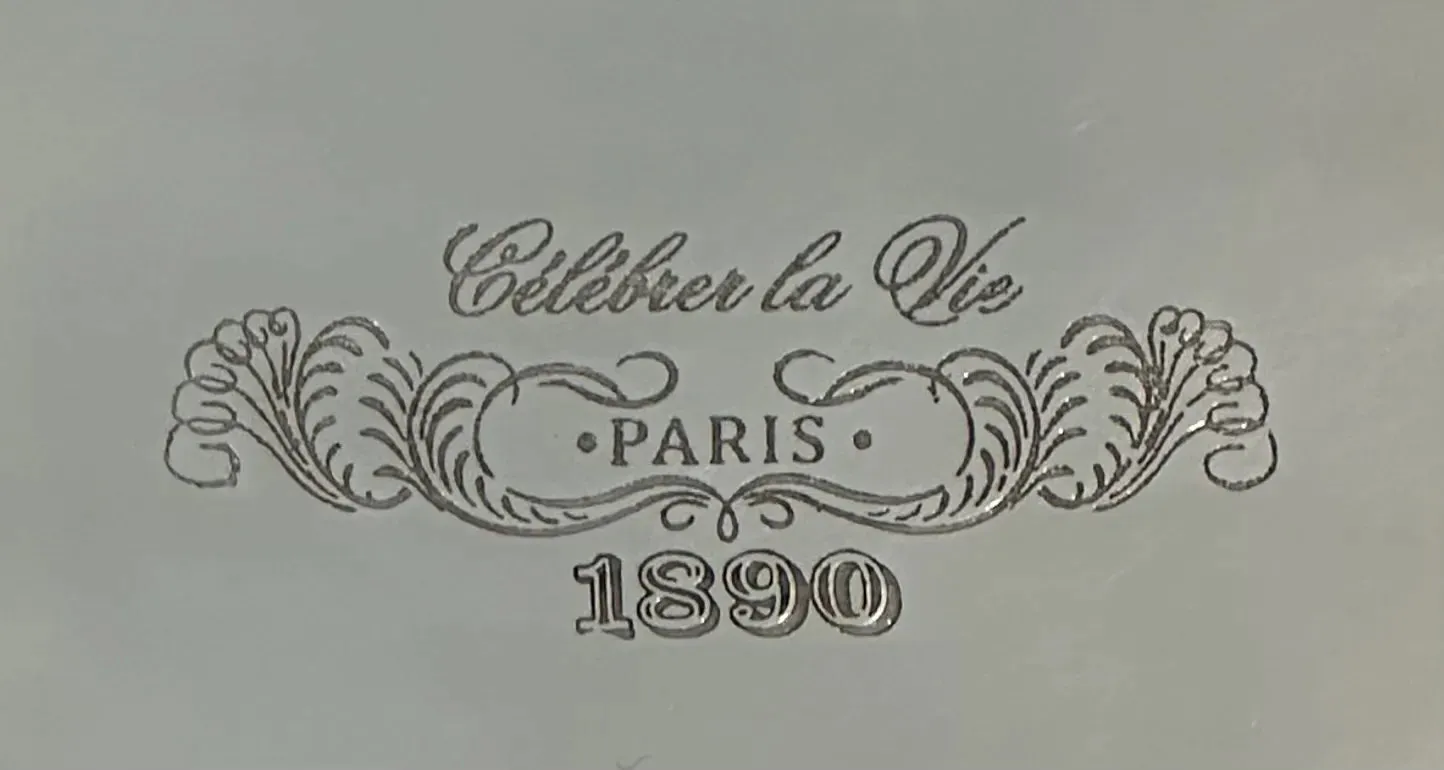 Célébrer la Vie
• PARIS •
1890